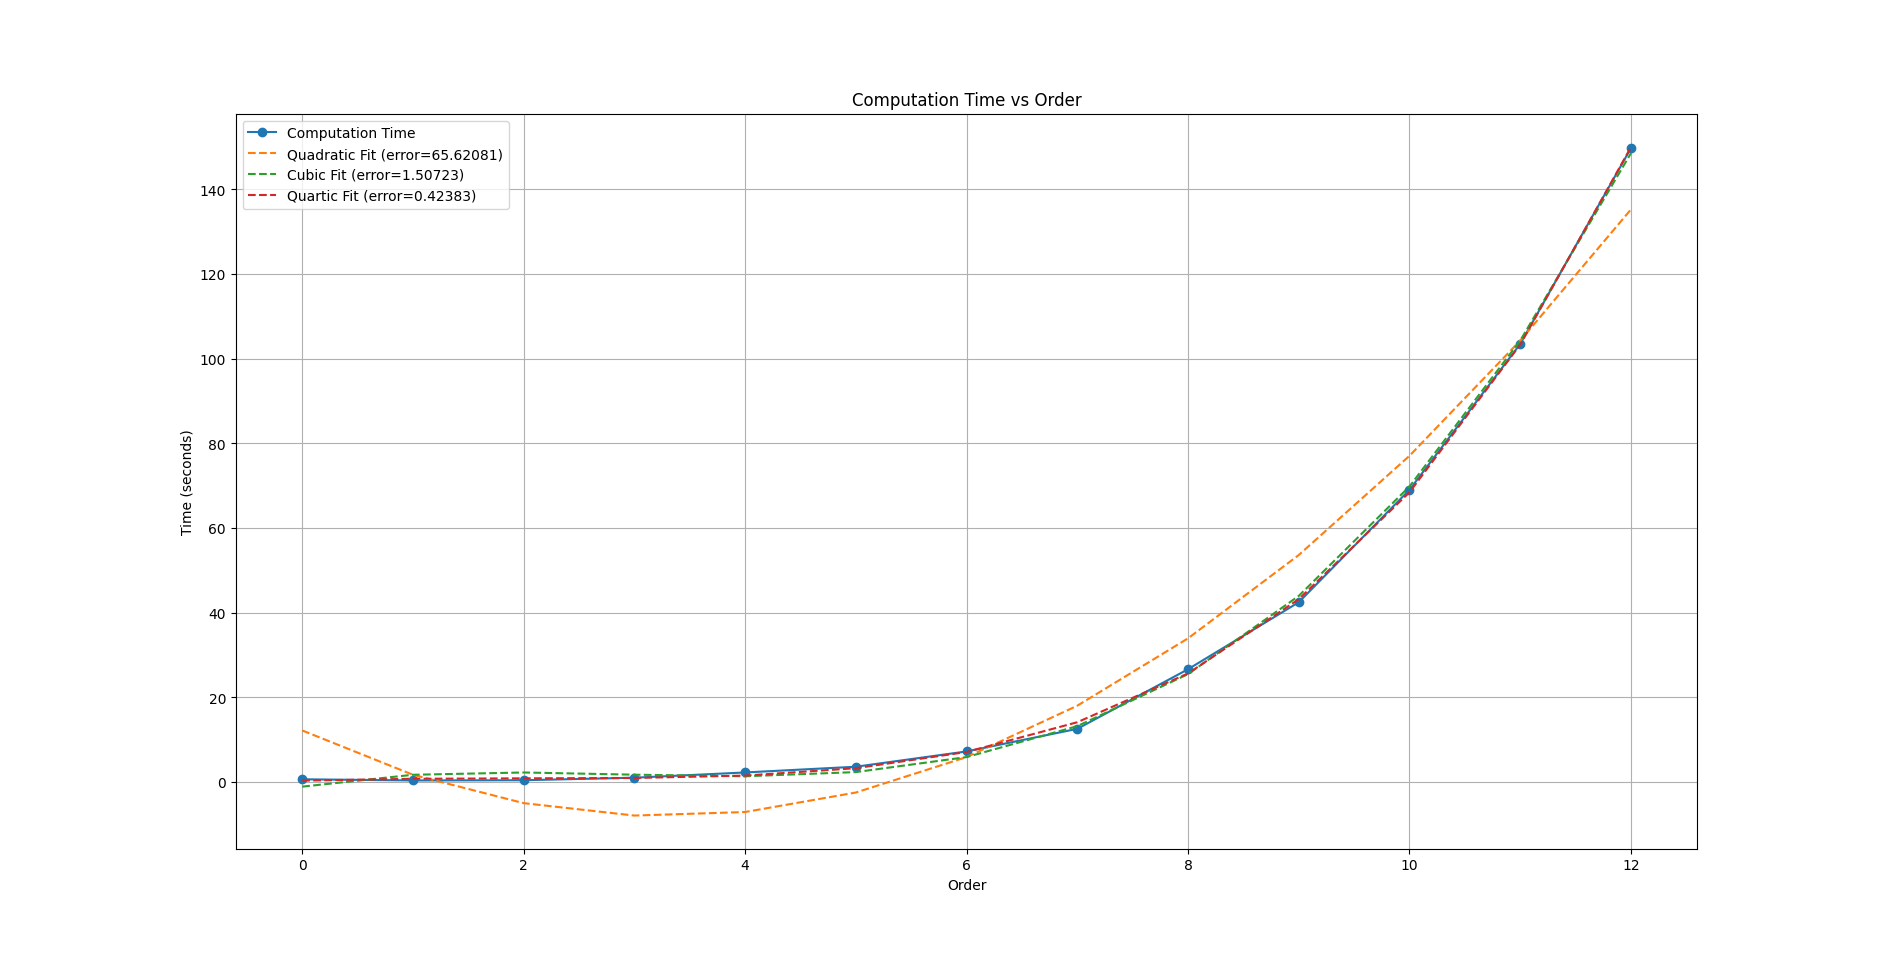 Computation Time vs Order
Computation Time
Quadratic Fit (error=65.62081)
Cubic Fit (error=1.50723)
Quartic Fit (error=0.42383)
Time (seconds)
140
120
100
80
60
40
20
0
0 2 4 6 8 10 12
Order